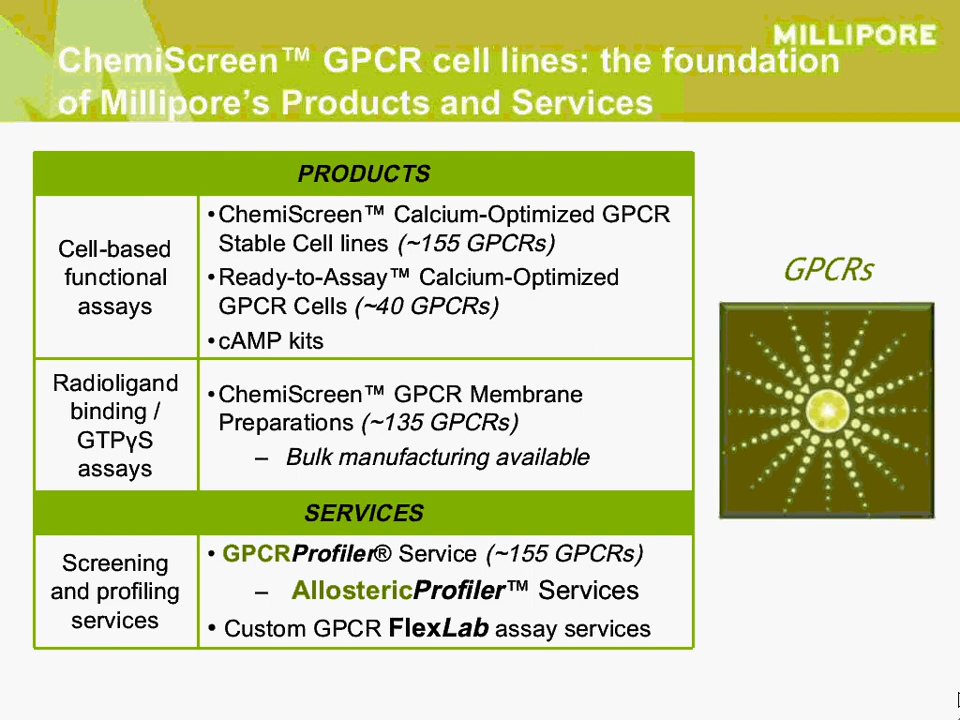 MILLIPORE
ChemiScreen™ GPCR cell lines: the foundation
of Millipore's Products and Services
PRODUCTS
Cell-based
functional
assays
•ChemiScreen™ Calcium-Optimized GPCR
Stable Cell lines (~155 GPCRs)
•Ready-to-Assay™ Calcium-Optimized
GPCR Cells (~40 GPCRs)
•cAMP kits
Radioligand
binding /
GTPγS
assays
•ChemiScreen™ GPCR Membrane
Preparations (~135 GPCRs)
– Bulk manufacturing available
SERVICES
Screening
and profiling
services
• GPCRProfiler® Service (~155 GPCRs)
– AllostericProfiler™ Services
• Custom GPCR FlexLab assay services
GPCRs